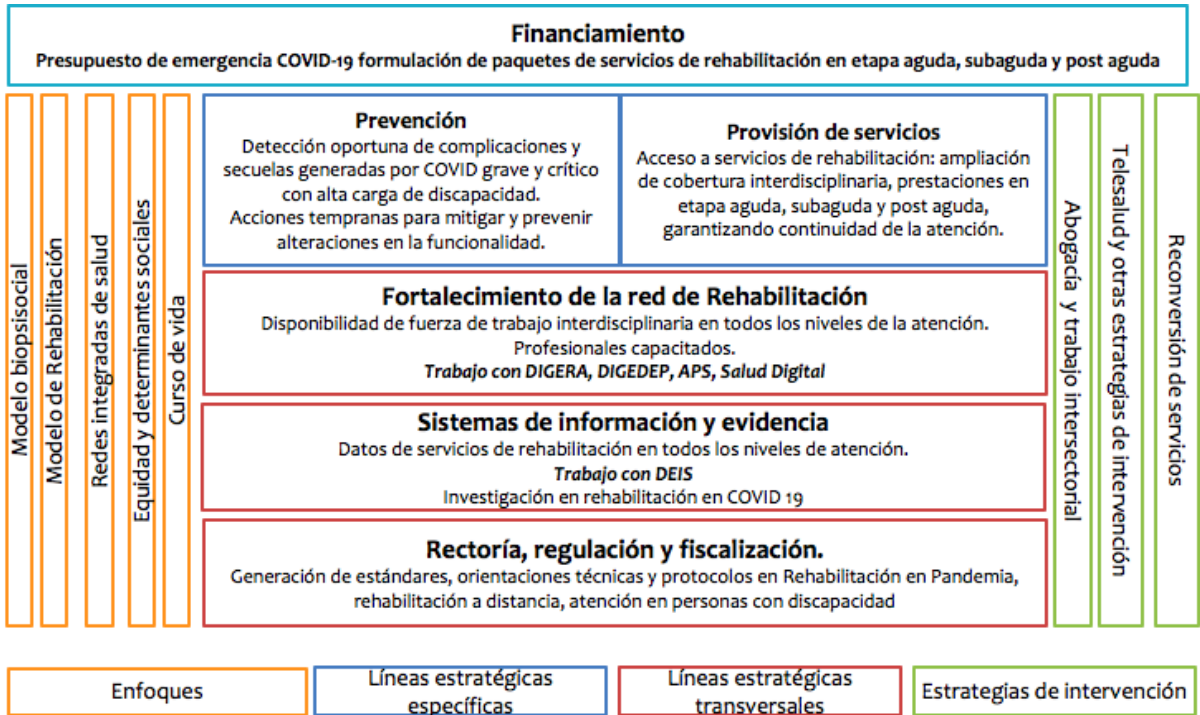 Financiamiento
Presupuesto de emergencia COVID-19 formulación de paquetes de servicios de rehabilitación en etapa aguda, subaguda y post aguda
Modelo biopsisocial
Modelo de Rehabilitación
Redes integradas de salud
Equidad y determinantes sociales
Curso de vida
Prevención
Detección oportuna de complicaciones y
secuelas generadas por COVID grave y crítico
con alta carga de discapacidad.
Acciones tempranas para mitigar y prevenir
alteraciones en la funcionalidad.
Provisión de servicios
Acceso a servicios de rehabilitación: ampliación
de cobertura interdisciplinaria, prestaciones en
etapa aguda, subaguda y post aguda,
garantizando continuidad de la atención.
Fortalecimiento de la red de Rehabilitación
Disponibilidad de fuerza de trabajo interdisciplinaria en todos los niveles de la atención.
Profesionales capacitados.
Trabajo con DIGERA, DIGEDEP, APS, Salud Digital
Sistemas de información y evidencia
Datos de servicios de rehabilitación en todos los niveles de atención.
Trabajo con DEIS
Investigación en rehabilitación en COVID 19
Rectoría, regulación y fiscalización.
Generación de estándares, orientaciones técnicas y protocolos en Rehabilitación en Pandemia,
rehabilitación a distancia, atención en personas con discapacidad
Abogacía y trabajo intersectorial
Telesalud y otras estrategias de intervención
Reconversión de servicios
Enfoques
Líneas estratégicas
específicas
Líneas estratégicas
transversales
Estrategias de intervención